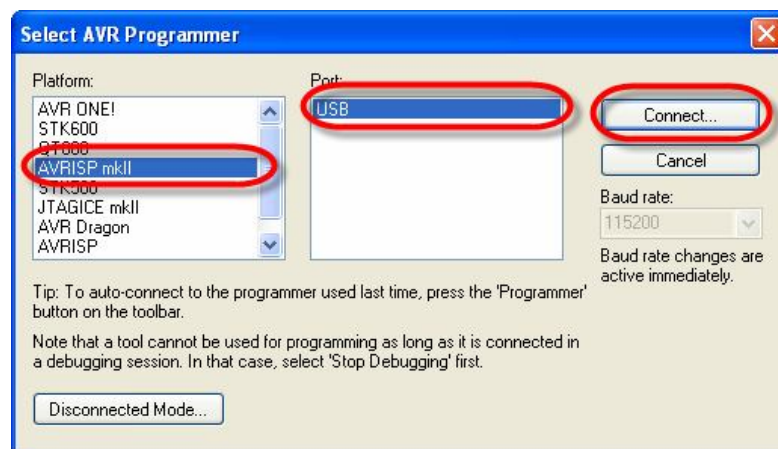 Select AVR Programmer
Platform:
Port:
AVR ONE!
STK600
QT600
AVRISP mkII
STK500
JTAGICE mkII
AVR Dragon
AVRISP
USB
Connect...
Cancel
Baud rate:
115200
Baud rate changes are
active immediately.
Tip: To auto-connect to the programmer used last time, press the 'Programmer'
button on the toolbar.
Note that a tool cannot be used for programming as long as it is connected in
a debugging session. In that case, select 'Stop Debugging' first.
Disconnected Mode...